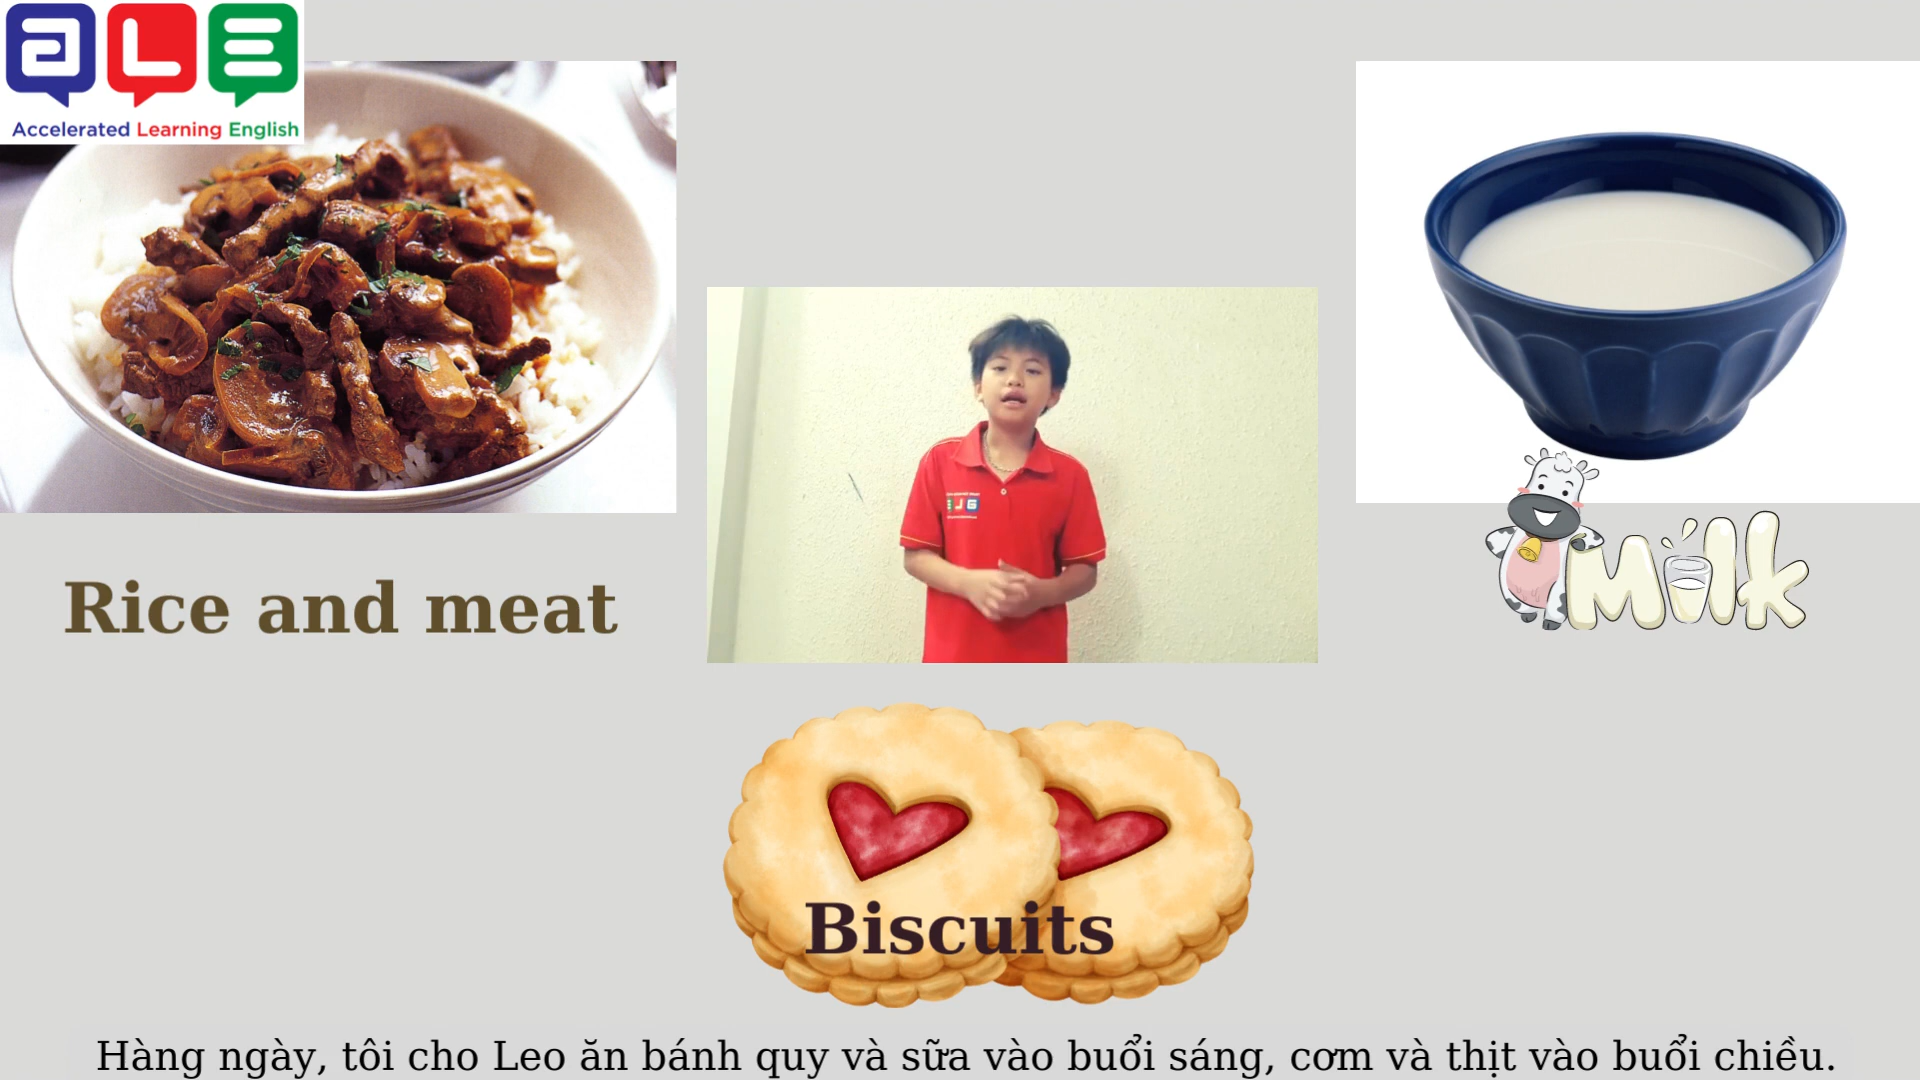 aLE
Accelerated Learning English
Rice and meat
Milk
Biscuits
Hàng ngày, tôi cho Leo ăn bánh quy và sữa vào buổi sáng, cơm và thịt vào buổi chiều.